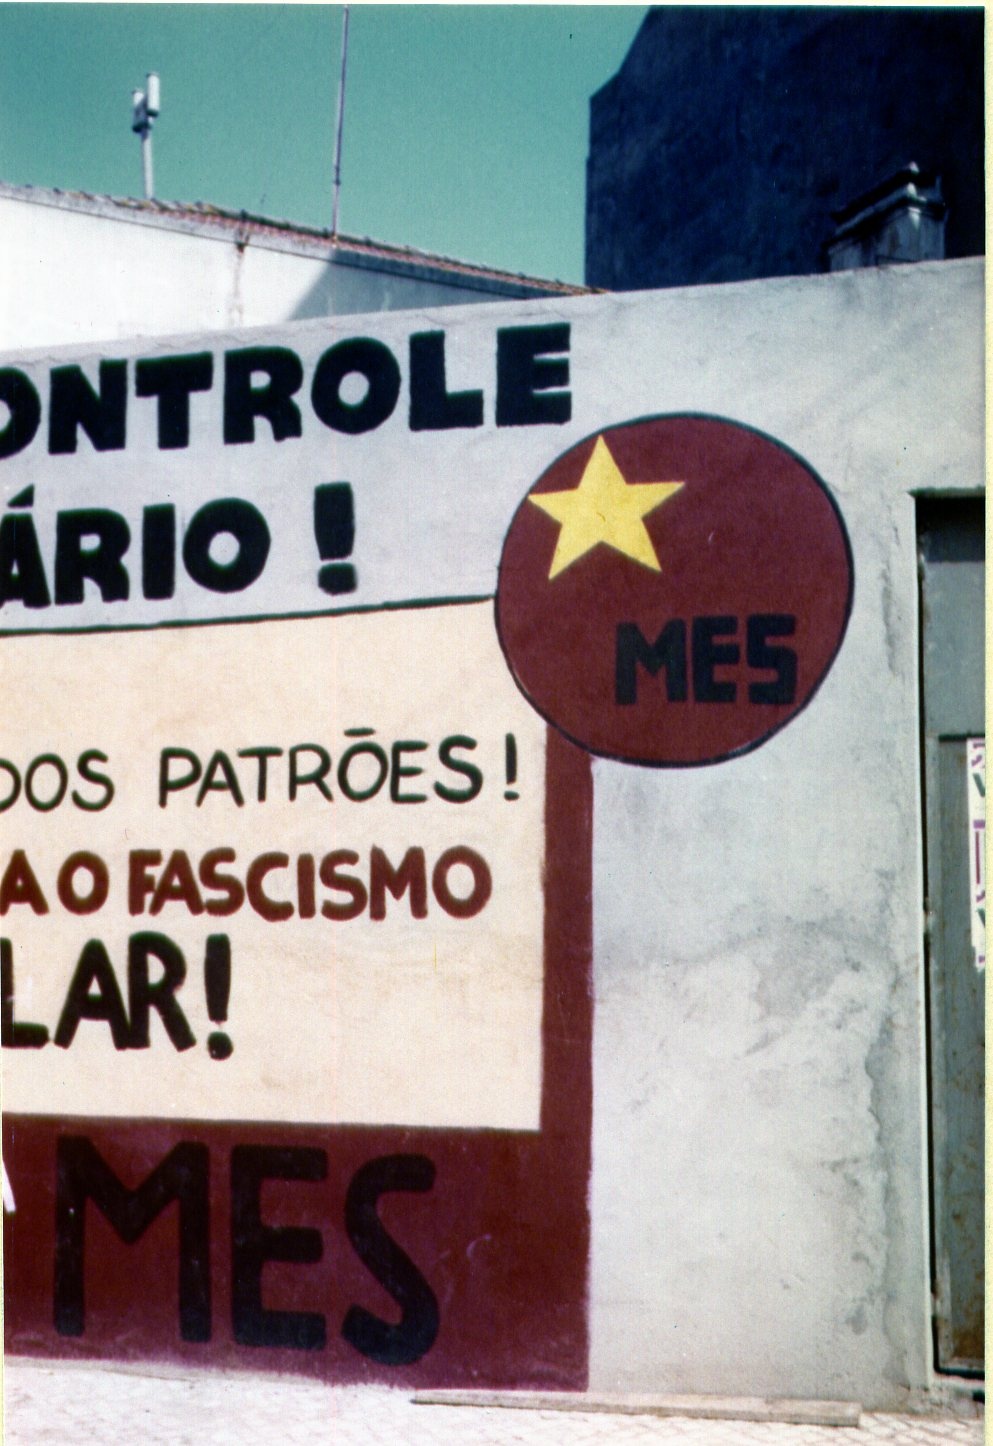 ONTROLE
ÁRIO !
MES
DOS PATRÕES !
A O FASCISMO
LAR!
MES